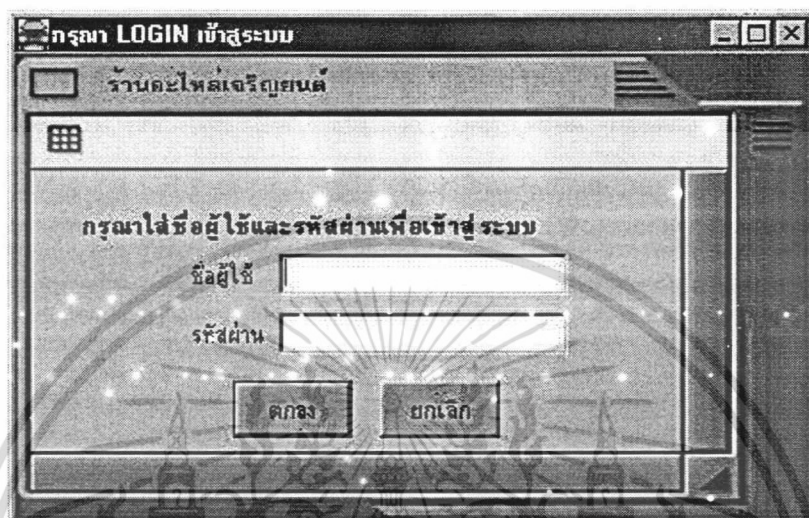 กรุณา LOGIN เข้าสู่ระบบ
ร้านอะไหล่เจริญยนต์
กรุณาใส่ชื่อผู้ใช้และรหัสผ่านเพื่อเข้าสู่ระบบ
ชื่อผู้ใช้
รหัสผ่าน
ตกลง ยกเลิก